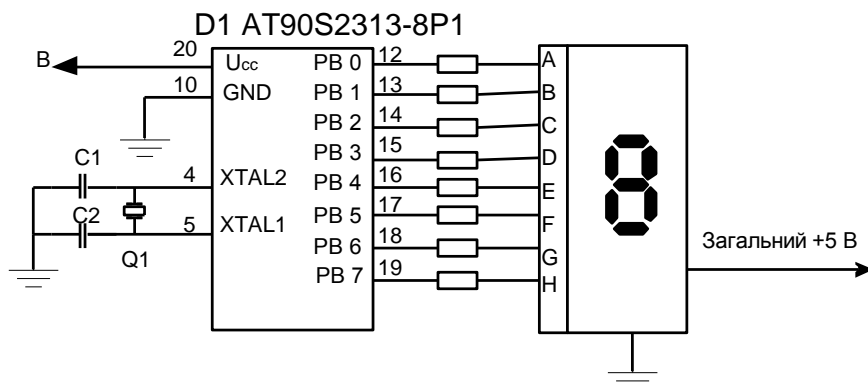 D1 AT90S2313-8P1
В
20
Ucc
10
GND
4
XTAL2
5
XTAL1
C1
C2
Q1
PB 0
12
PB 1
13
PB 2
14
PB 3
15
PB 4
16
PB 5
17
PB 6
18
PB 7
19
A
B
C
D
E
F
G
H
8
Загальний +5 В